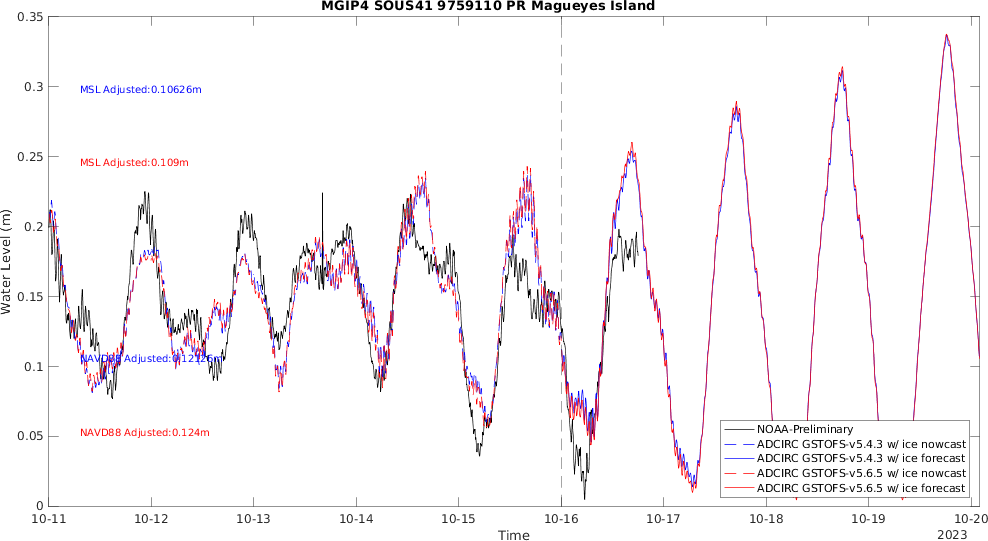 MGIP4 SOUS41 9759110 PR Magueyes Island
0.35
0.3
0.25
0.2
0.15
0.1
0.05
0
Water Level (m)
MSL Adjusted:0.10626m
MSL Adjusted:0.109m
NAVD88 Adjusted:0.12126m
NAVD88 Adjusted:0.124m
NOAA-Preliminary
ADCIRC GSTOFS-v5.4.3 w/ ice nowcast
ADCIRC GSTOFS-v5.4.3 w/ ice forecast
ADCIRC GSTOFS-v5.6.5 w/ ice nowcast
ADCIRC GSTOFS-v5.6.5 w/ ice forecast
10-11 10-12 10-13 10-14 10-15 10-16 10-17 10-18 10-19 10-20
Time
2023